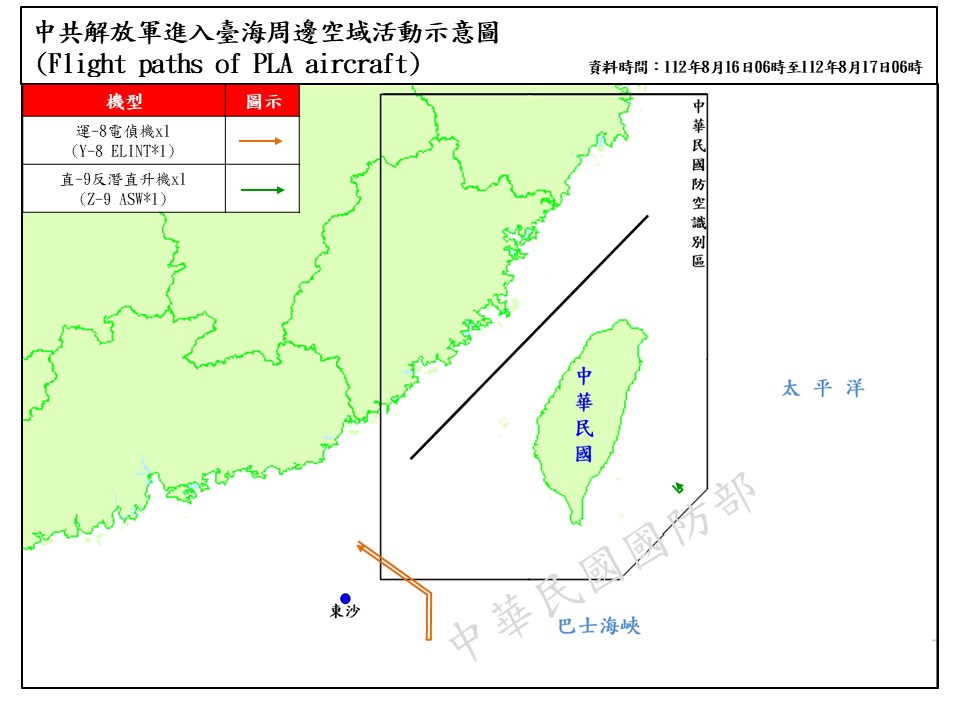 中共解放軍進入臺海周邊空域活動示意圖
(Flight paths of PLA aircraft)
資料時間：112年8月16日06時至112年8月17日06時
機型
圖示
運-8電偵機x1
(Y-8 ELINT*1)
直-9反潛直升機x1
(Z-9 ASW*1)
中華民國防空識別區
中華民國
太平洋
東沙
巴士海峽
中華民國國防部